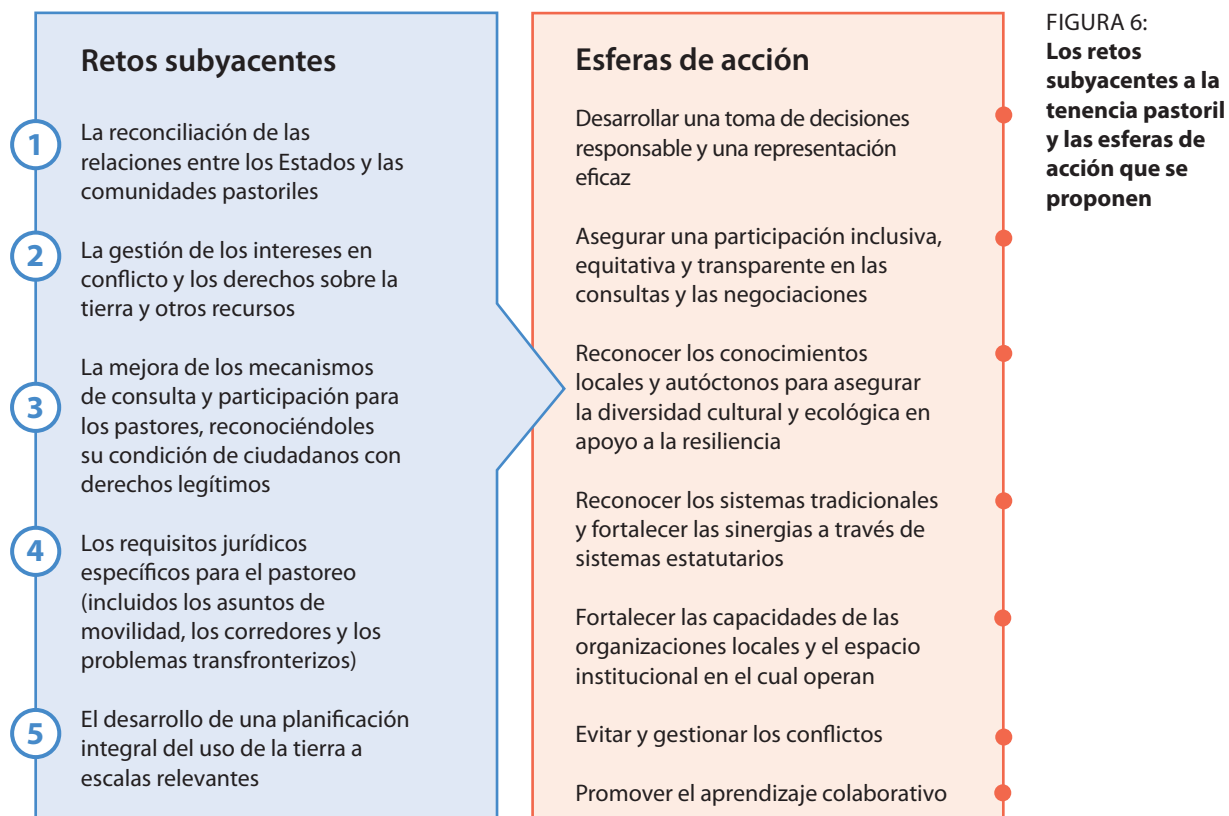 Retos subyacentes
1
La reconciliación de las
relaciones entre los Estados y las
comunidades pastoriles
2
La gestión de los intereses en
conflicto y los derechos sobre la
tierra y otros recursos
3
La mejora de los mecanismos
de consulta y participación para
los pastores, reconociéndoles
su condición de ciudadanos con
derechos legítimos
4
Los requisitos jurídicos
específicos para el pastoreo
(incluidos los asuntos de
movilidad, los corredores y los
problemas transfronterizos)
5
El desarrollo de una planificación
integral del uso de la tierra a
escalas relevantes
Esferas de acción
Desarrollar una toma de decisiones
responsable y una representación
eficaz
Asegurar una participación inclusiva,
equitativa y transparente en las
consultas y las negociaciones
Reconocer los conocimientos
locales y autóctonos para asegurar
la diversidad cultural y ecológica en
apoyo a la resiliencia
Reconocer los sistemas tradicionales
y fortalecer las sinergias a través de
sistemas estatutarios
Fortalecer las capacidades de las
organizaciones locales y el espacio
institucional en el cual operan
Evitar y gestionar los conflictos
Promover el aprendizaje colaborativo
FIGURA 6:
Los retos
subyacentes a la
tenencia pastoril
y las esferas de
acción que se
proponen